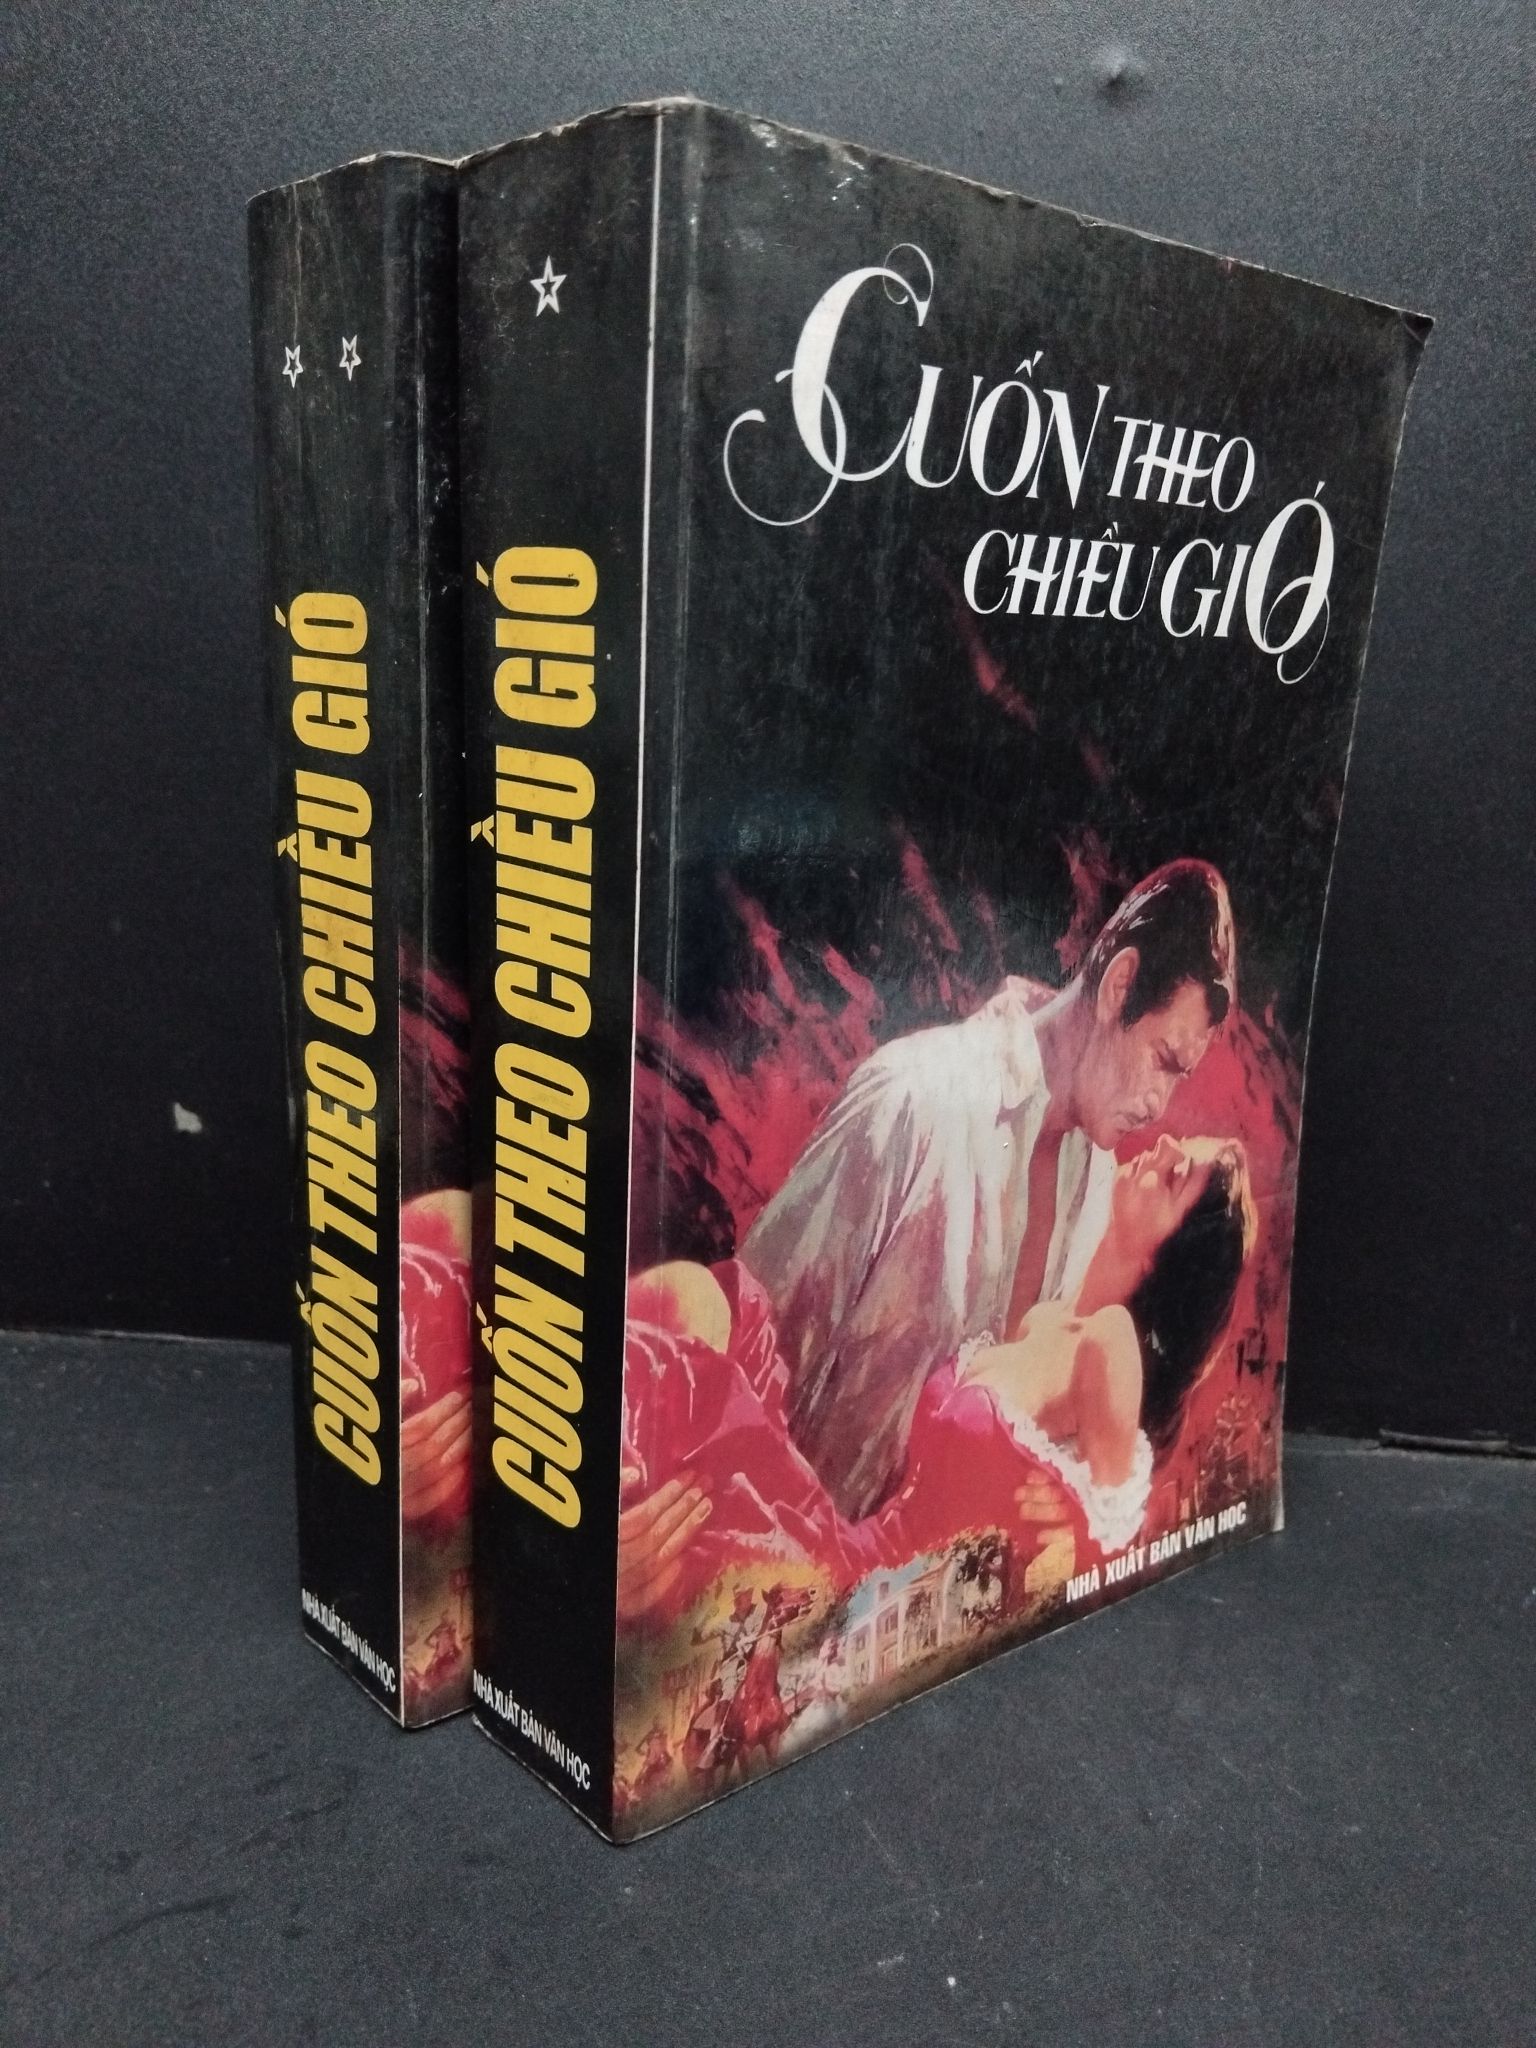 CUỐN THEO
CHIỀU GIÓ
NHÀ XUẤT BẢN VĂN HỌC
CUỐN THEO CHIỀU GIÓ
NHÀ XUẤT BẢN VĂN HỌC
CUỐN THEO CHIỀU GIÓ
NHÀ XUẤT BẢN VĂN HỌC